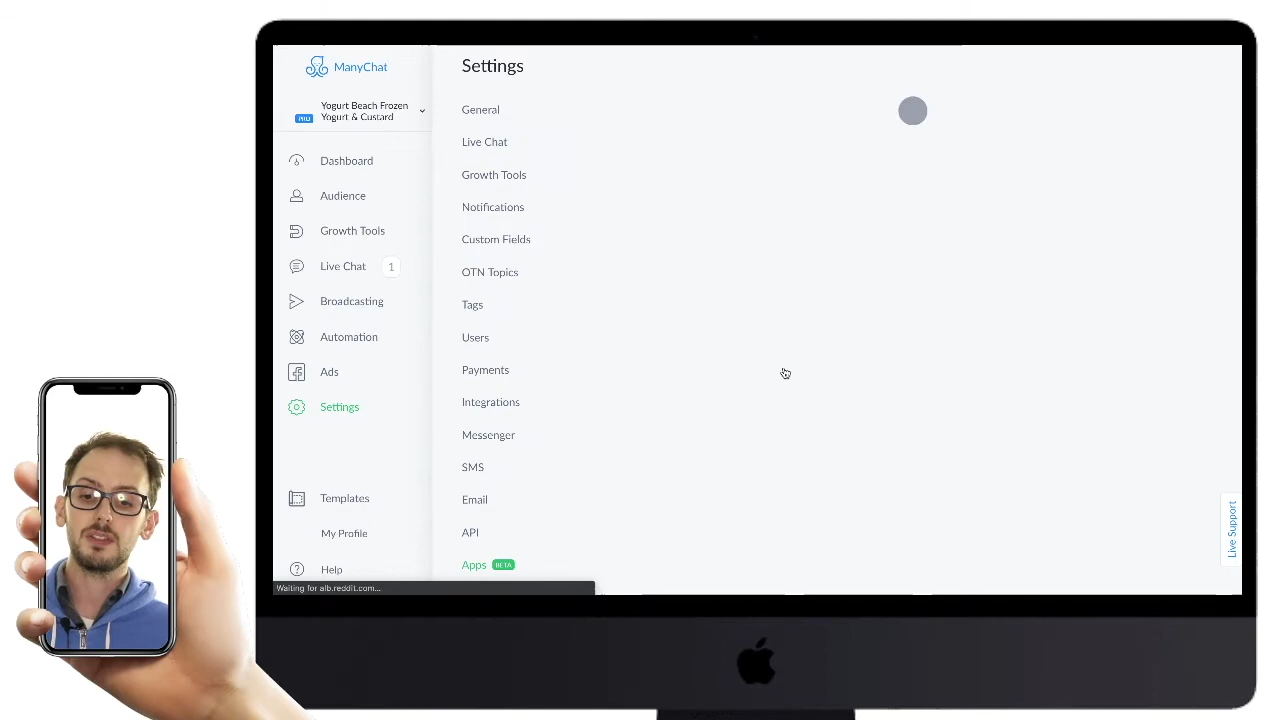 ManyChat
PRO
Yogurt Beach Frozen
Yogurt & Custard
Dashboard
Audience
Growth Tools
Live Chat 1
Broadcasting
Automation
Ads
Settings
Templates
My Profile
Help
Waiting for alb.reddit.com...
Settings
General
Live Chat
Growth Tools
Notifications
Custom Fields
OTN Topics
Tags
Users
Payments
Integrations
Messenger
SMS
Email
API
Apps BETA
Live Support